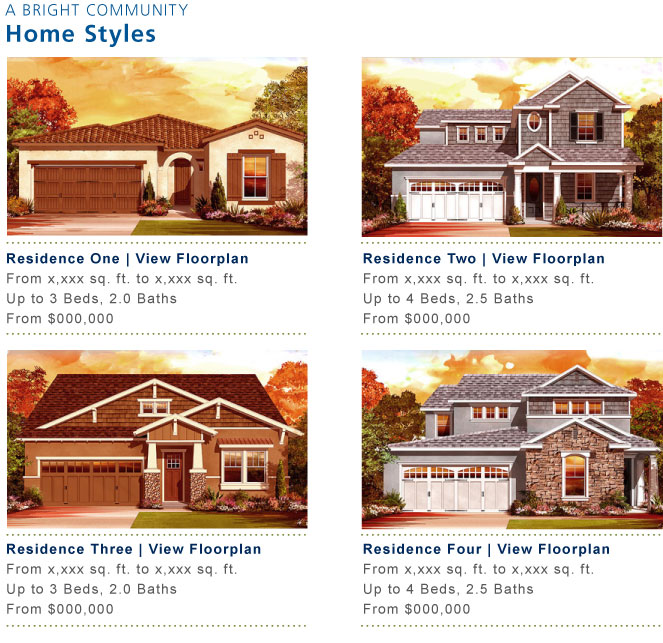 A BRIGHT COMMUNITY
Home Styles
Residence One | View Floorplan
From x,xxx sq. ft. to x,xxx sq. ft.
Up to 3 Beds, 2.0 Baths
From $000,000
Residence Two | View Floorplan
From x,xxx sq. ft. to x,xxx sq. ft.
Up to 4 Beds, 2.5 Baths
From $000,000
Residence Three | View Floorplan
From x,xxx sq. ft. to x,xxx sq. ft.
Up to 3 Beds, 2.0 Baths
From $000,000
Residence Four | View Floorplan
From x,xxx sq. ft. to x,xxx sq. ft.
Up to 4 Beds, 2.5 Baths
From $000,000